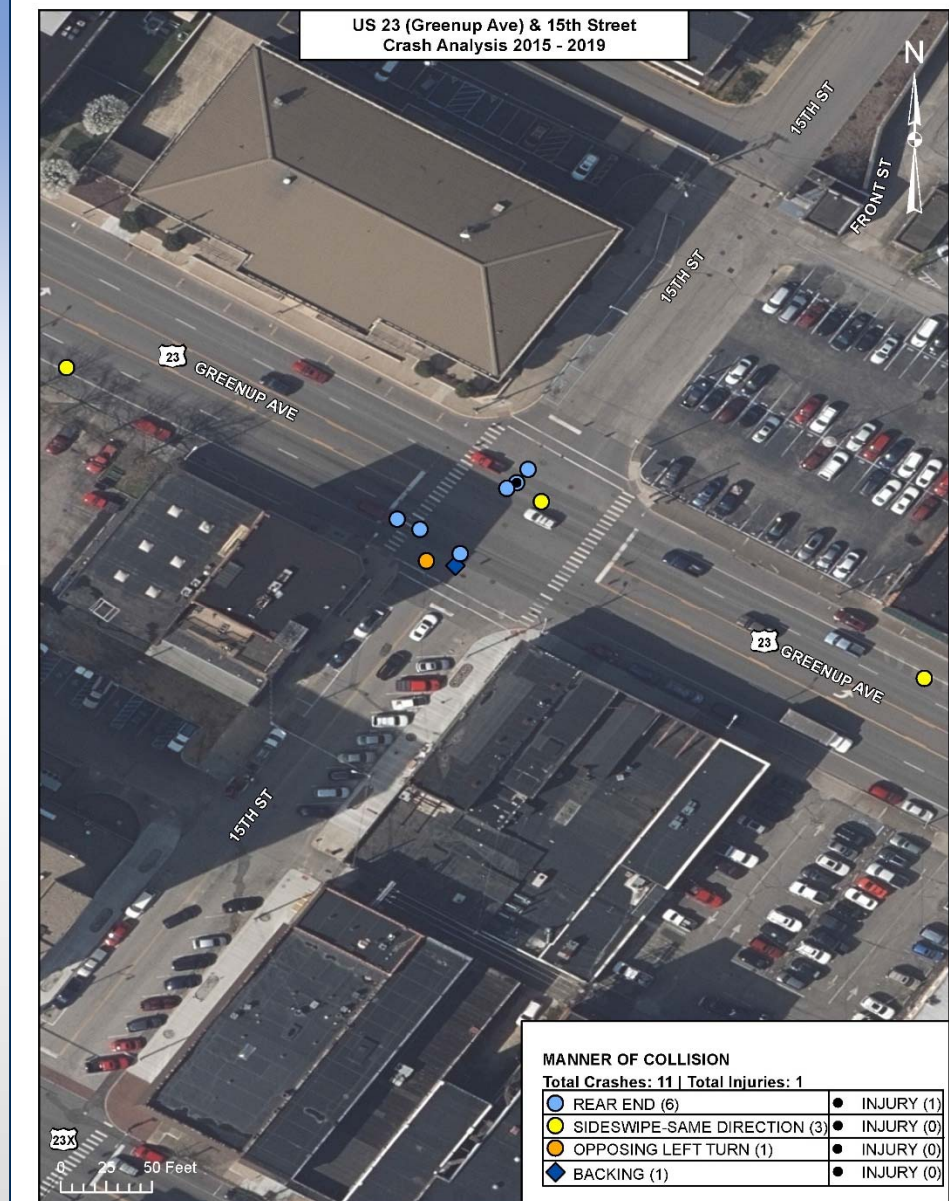 US 23 (Greenup Ave) & 15th Street
Crash Analysis 2015 - 2019
N
15TH ST
FRONT ST
15TH ST
23 GREENUP AVE
23 GREENUP AVE
15TH ST
23X
0 25 50 Feet
MANNER OF COLLISION
Total Crashes: 11 | Total Injuries: 1
REAR END (6) INJURY (1)
SIDESWIPE-SAME DIRECTION (3) INJURY (0)
OPPOSING LEFT TURN (1) INJURY (0)
BACKING (1) INJURY (0)